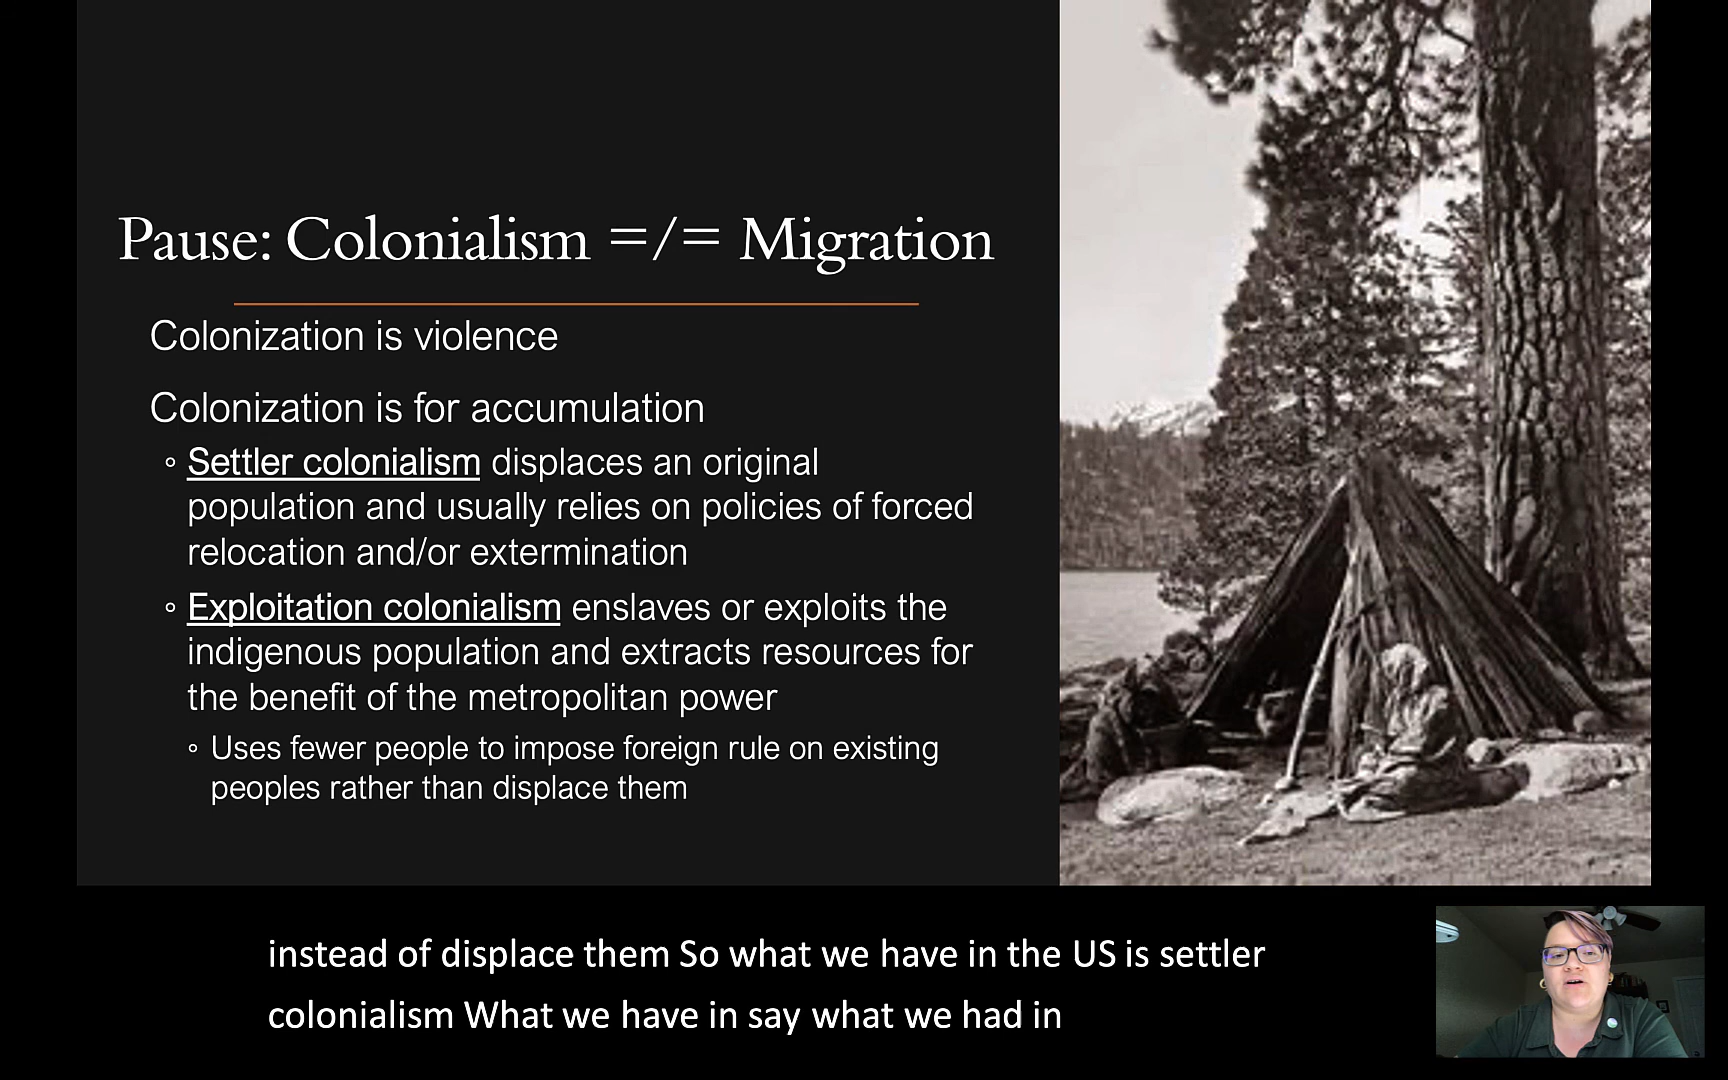 Pause: Colonialism =/= Migration
Colonization is violence
Colonization is for accumulation
◦ Settler colonialism displaces an original
population and usually relies on policies of forced
relocation and/or extermination
◦ Exploitation colonialism enslaves or exploits the
indigenous population and extracts resources for
the benefit of the metropolitan power
◦ Uses fewer people to impose foreign rule on existing
peoples rather than displace them
instead of displace them So what we have in the US is settler
colonialism What we have in say what we had in